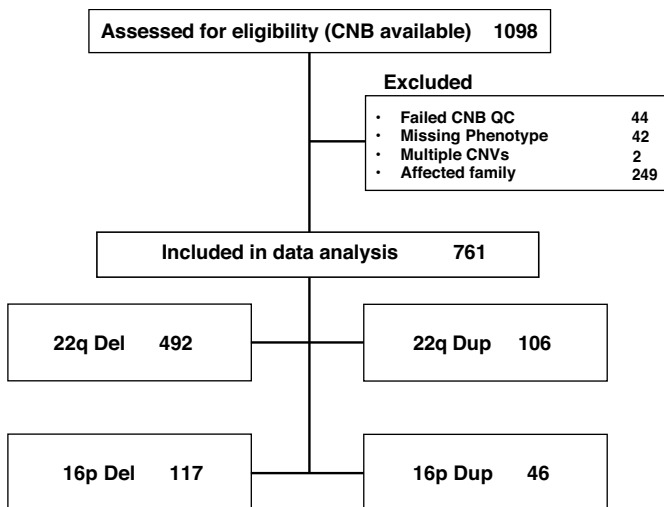 Assessed for eligibility (CNB available) 1098
Excluded
· Failed CNB QC 44
· Missing Phenotype 42
· Multiple CNVs 2
· Affected family 249
Included in data analysis 761
22q Del 492
22q Dup 106
16p Del 117
16p Dup 46